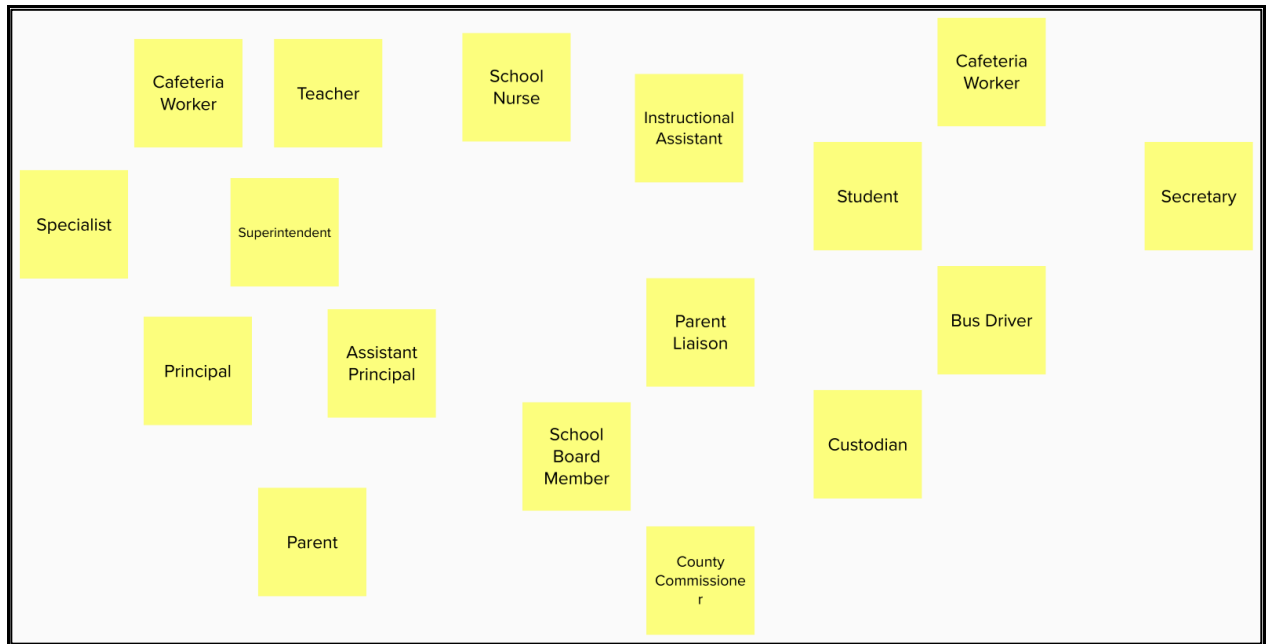 Cafeteria
Worker
Teacher
School
Nurse
Instructional
Assistant
Cafeteria
Worker
Specialist
Superintendent
Student
Secretary
Principal
Assistant
Principal
Parent
Liaison
Bus Driver
School
Board
Member
Custodian
Parent
County
Commissione
r